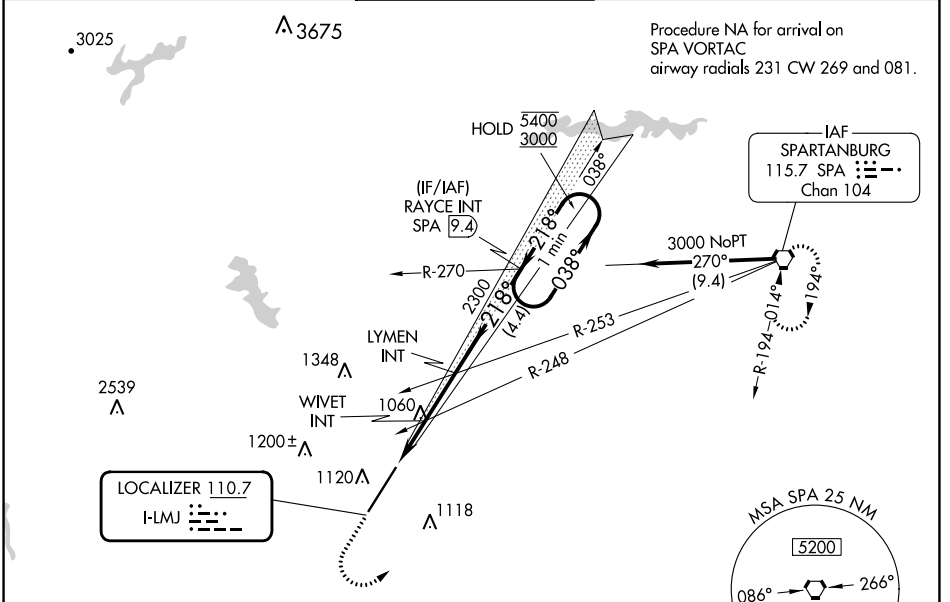 3025
3675
Procedure NA for arrival on
SPA VORTAC
airway radials 231 CW 269 and 081.
HOLD 5400
3000
IAF
SPARTANBURG
115.7 SPA
Chan 104
(IF/IAF)
RAYCE INT
SPA 9.4
038°
218°
1 min
038°
3000 NoPT
270°
(9.4)
R-270
2300
218°
(4.4)
194°
R-194-014°
R-253
R-248
LYMEN
INT
1348
2539
WIVET
INT
1060
1200±
1120
LOCALIZER 110.7
I-LMJ
1118
MSA SPA 25 NM
5200
086°
266°